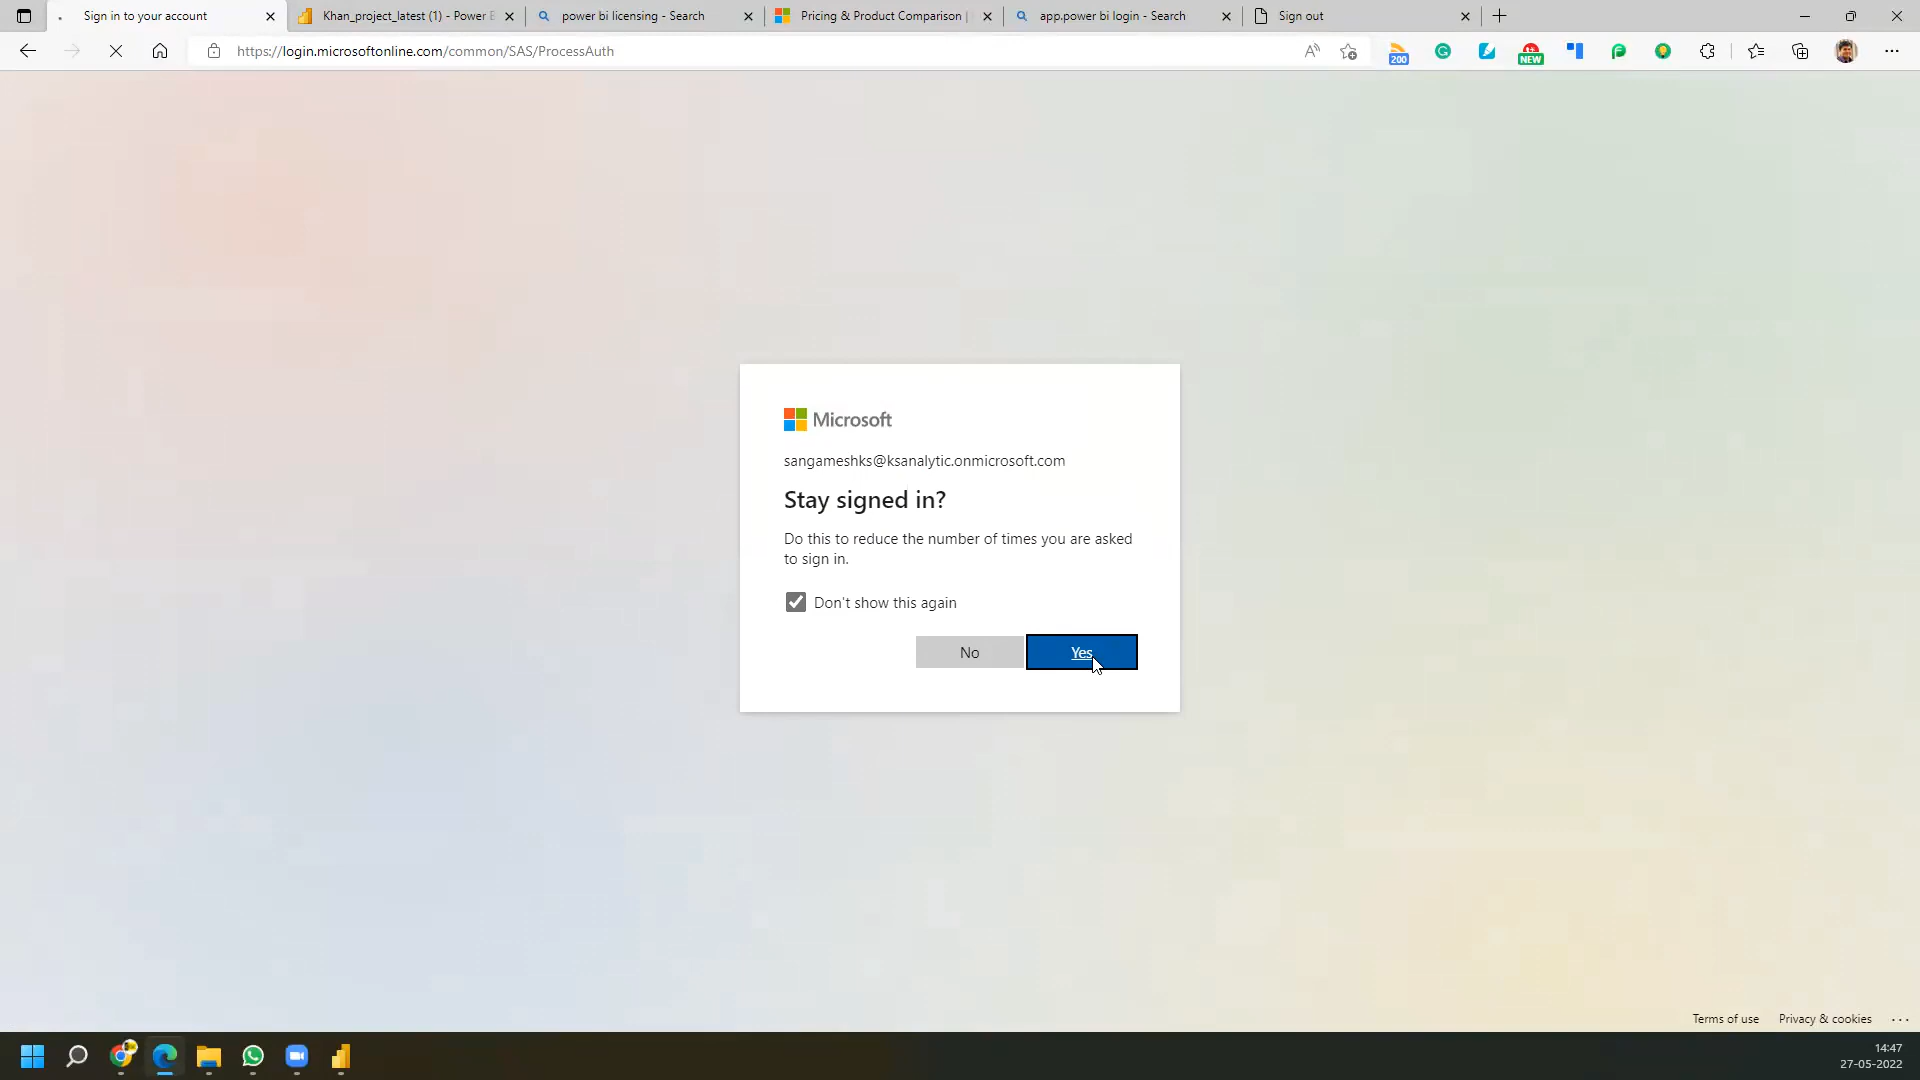 Sign in to your account
Khan_project_latest (1) - Power B
power bi licensing - Search
Pricing & Product Comparison |
app.power bi login - Search
Sign out
https://login.microsoftonline.com/common/SAS/ProcessAuth
200
NEW
Microsoft
sangameshks@ksanalytic.onmicrosoft.com
Stay signed in?
Do this to reduce the number of times you are asked
to sign in.
Don't show this again
No
Yes
Terms of use
Privacy & cookies
14:47
27-05-2022